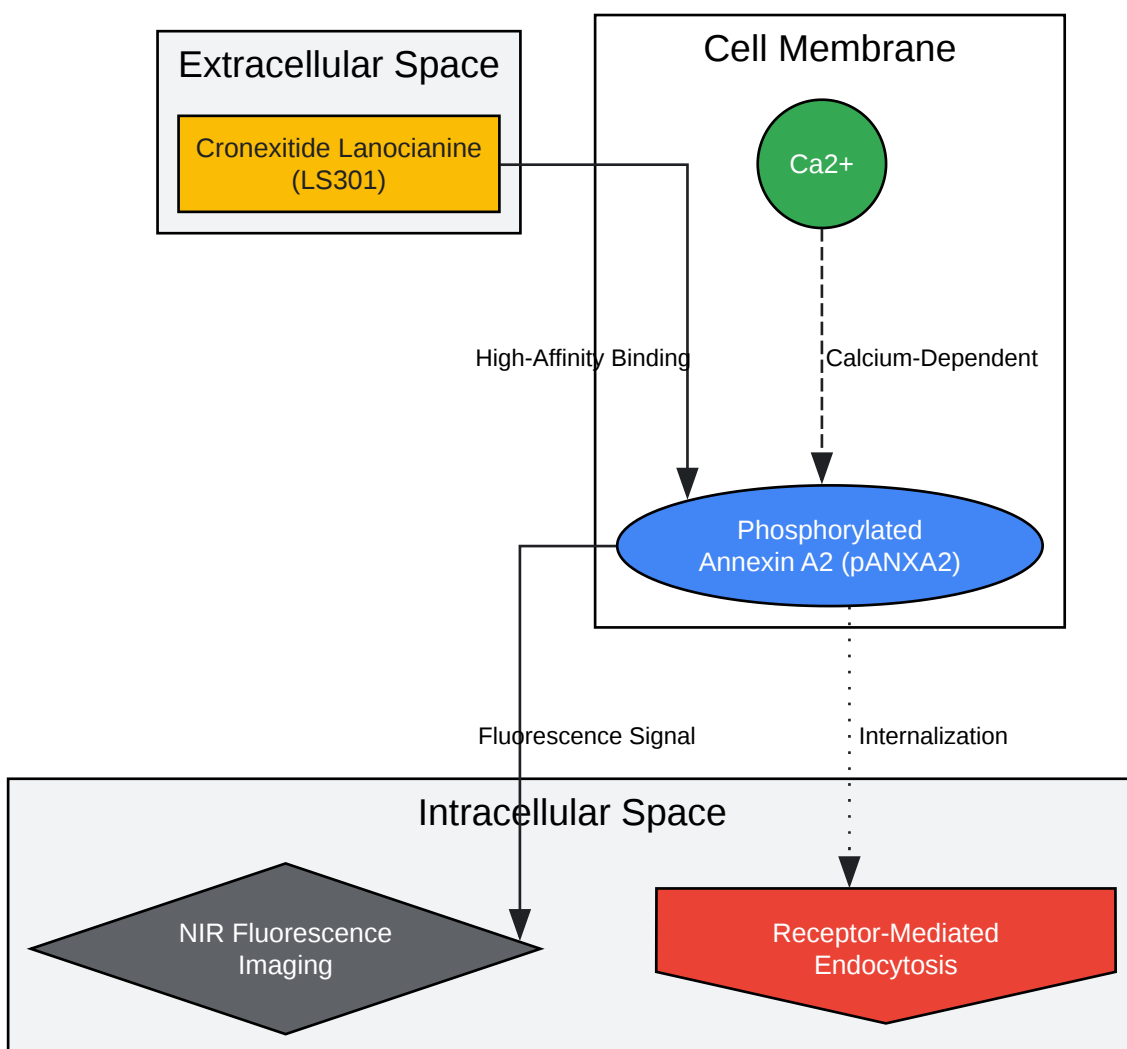 Extracellular Space
Cronexitide Lanocianine
(LS301)
Cell Membrane
Ca2+
High-Affinity Binding
Calcium-Dependent
Phosphorylated
Annexin A2 (pANXA2)
Fluorescence Signal
Internalization
Intracellular Space
NIR Fluorescence
Imaging
Receptor-Mediated
Endocytosis